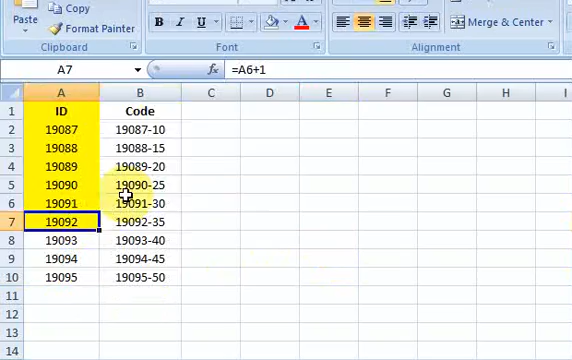 Copy
Paste
Format Painter
B I U A
Merge & Center
Clipboard Font Alignment
A7 fx =A6+1
A B C D E F G H I
1 ID Code
2 19087 19087-10
3 19088 19088-15
4 19089 19089-20
5 19090 19090-25
6 19091 19091-30
7 19092 19092-35
8 19093 19093-40
9 19094 19094-45
10 19095 19095-50
11
12
13
14